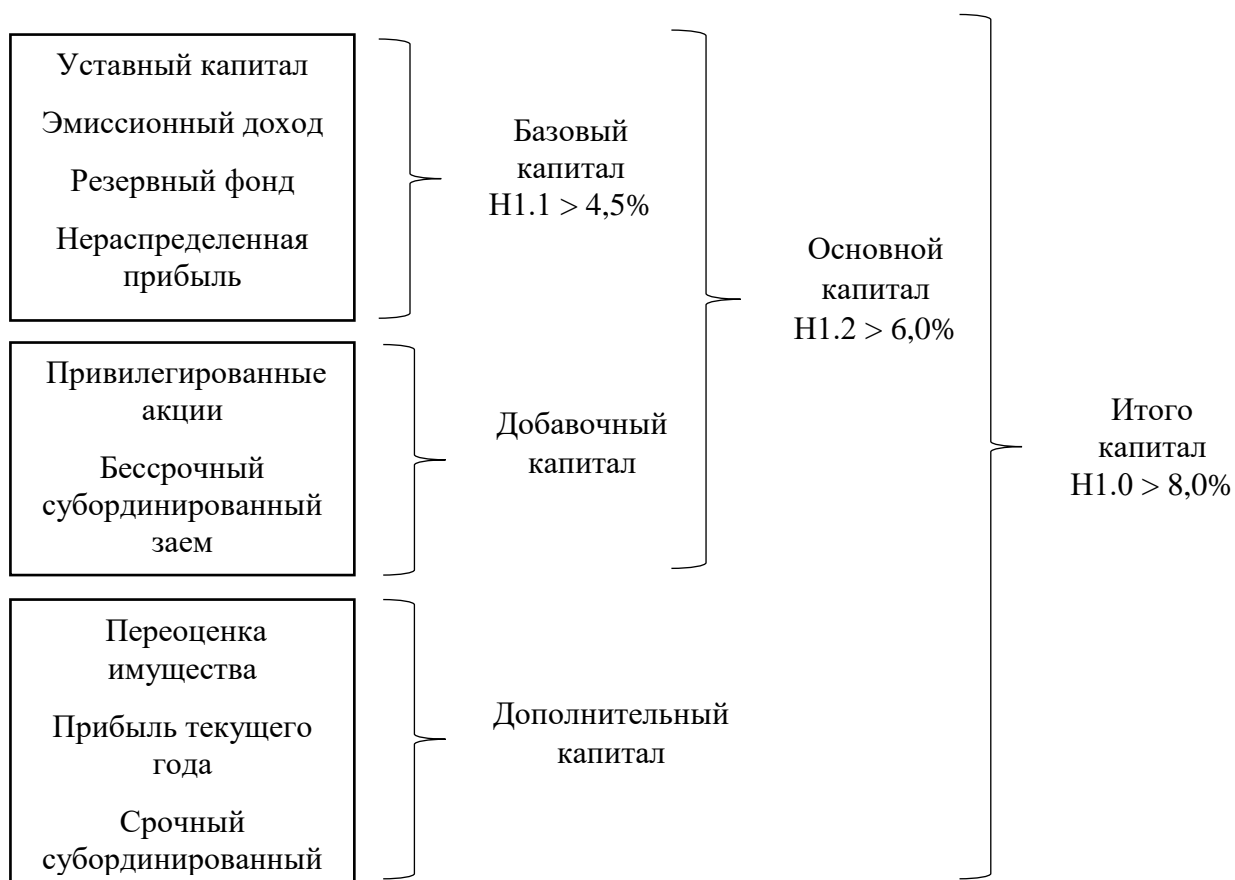 Уставный капитал
Эмиссионный доход
Резервный фонд
Нераспределенная
прибыль
Базовый
капитал
Н1.1 > 4,5%
Привилегированные
акции
Бессрочный
субординированный
заем
Добавочный
капитал
Основной
капитал
Н1.2 > 6,0%
Переоценка
имущества
Прибыль текущего
года
Срочный
субординированный
Дополнительный
капитал
Итого
капитал
Н1.0 > 8,0%